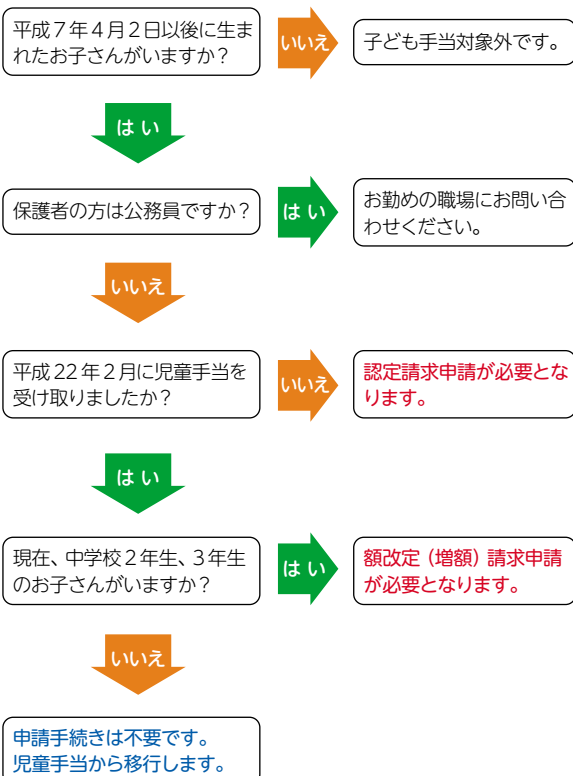 平成7年4月2日以後に生ま
れたお子さんがいますか？
いいえ
子ども手当対象外です。
はい
保護者の方は公務員ですか？
はい
お勤めの職場にお問い合
わせください。
いいえ
平成22年2月に児童手当を
受け取りましたか？
いいえ
認定請求申請が必要とな
ります。
はい
現在、中学校2年生、3年生
のお子さんがいますか？
はい
額改定（増額）請求申請
が必要となります。
いいえ
申請手続きは不要です。
児童手当から移行します。